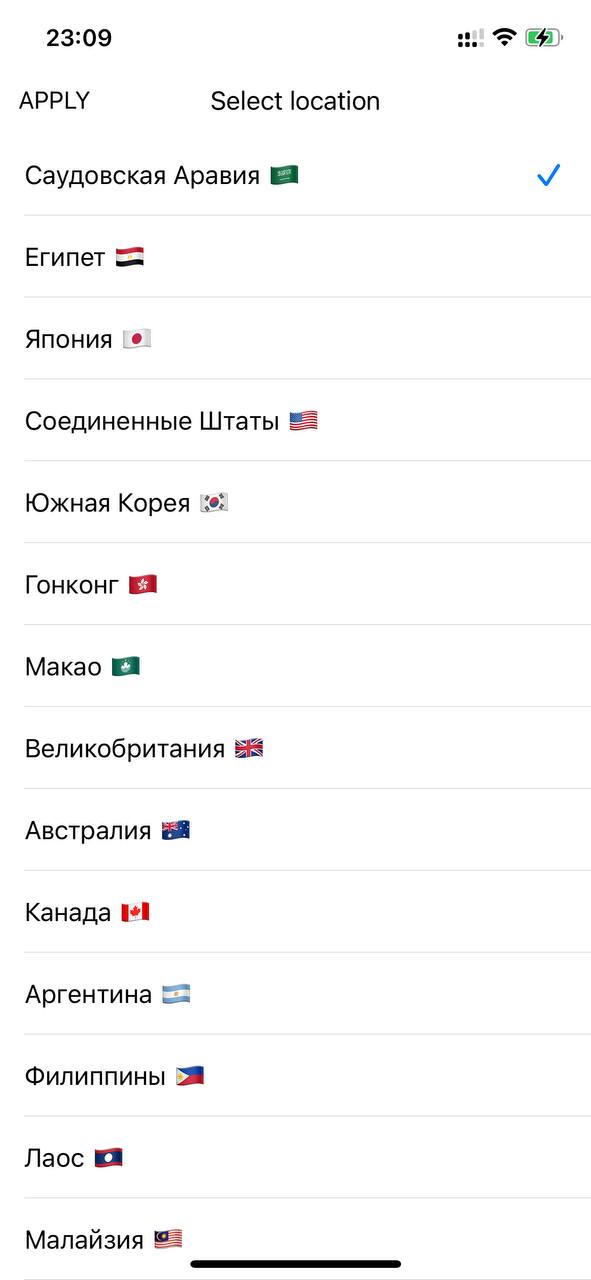 23:09
APPLY
Select location
Саудовская Аравия 🇸🇦
Египет 🇪🇬
Япония 🇯🇵
Соединенные Штаты 🇺🇸
Южная Корея 🇰🇷
Гонконг 🇭🇰
Макао 🇲🇴
Великобритания 🇬🇧
Австралия 🇦🇺
Канада 🇨🇦
Аргентина 🇦🇷
Филиппины 🇵🇭
Лаос 🇱🇦
Малайзия 🇲🇾